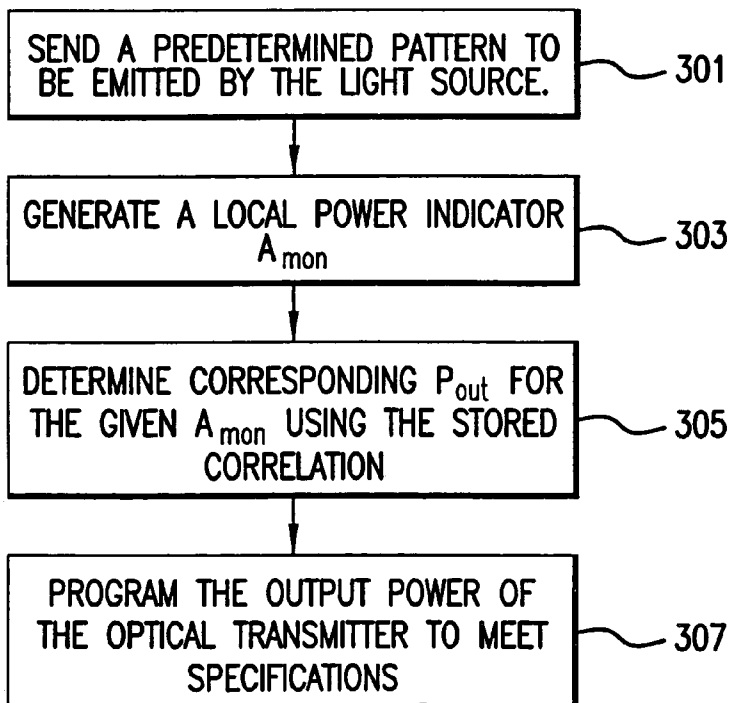 SEND A PREDETERMINED PATTERN TO
BE EMITTED BY THE LIGHT SOURCE.
301
GENERATE A LOCAL POWER INDICATOR
A mon
303
DETERMINE CORRESPONDING Pout FOR
THE GIVEN A mon USING THE STORED
CORRELATION
305
PROGRAM THE OUTPUT POWER OF
THE OPTICAL TRANSMITTER TO MEET
SPECIFICATIONS
307